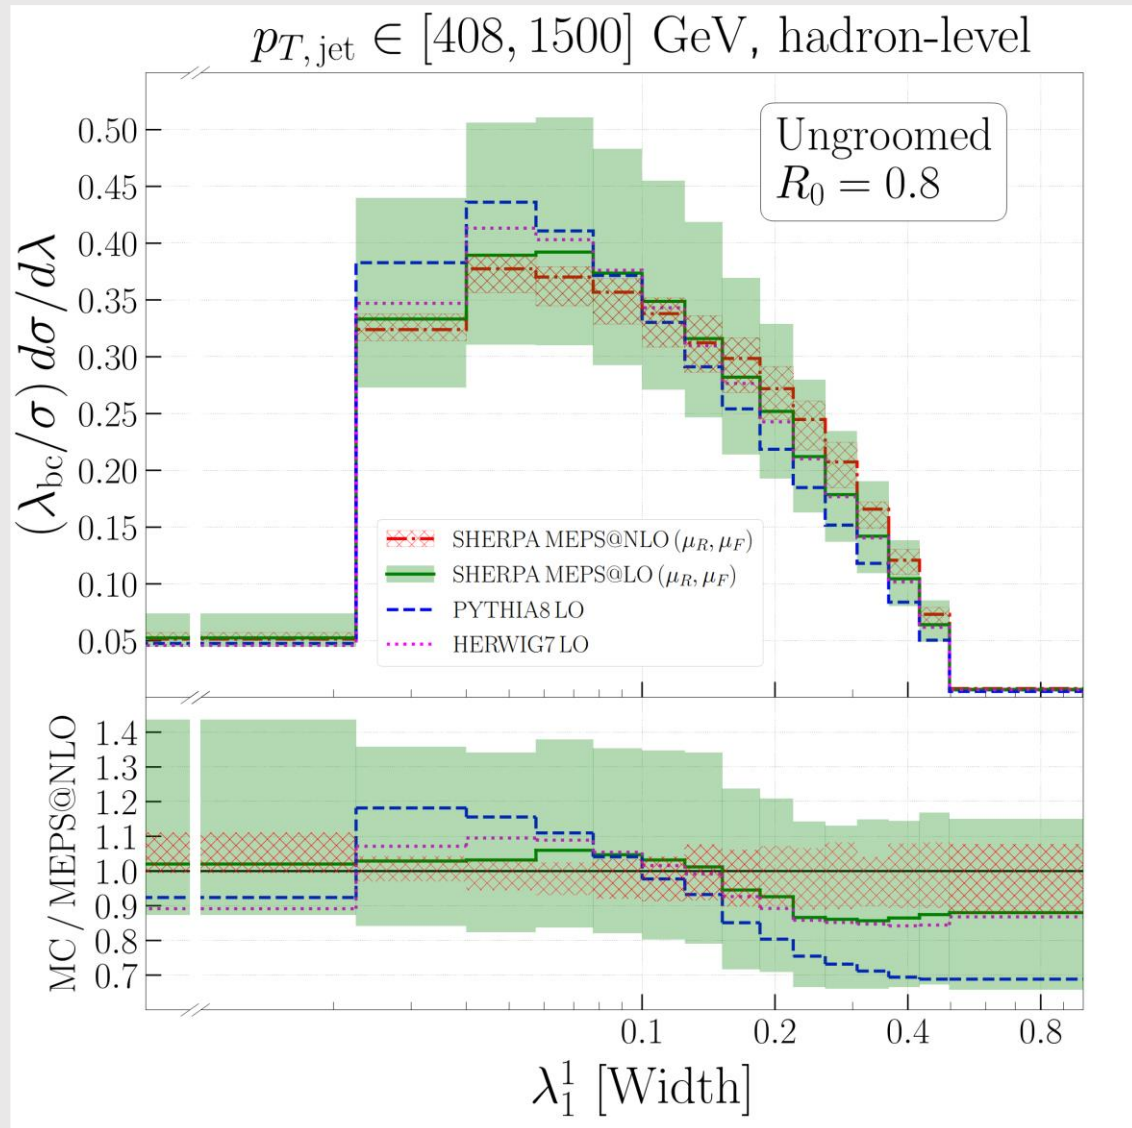 p_{T, jet} ∈ [408, 1500] GeV, hadron-level
Ungroomed
R_0 = 0.8
(λ_bc/σ) dσ/dλ
0.50
0.45
0.40
0.35
0.30
0.25
0.20
0.15
0.10
0.05
SHERPA MEPS@NLO (μ_R, μ_F)
SHERPA MEPS@LO (μ_R, μ_F)
PYTHIA8 LO
HERWIG7 LO
MC / MEPS@NLO
1.4
1.3
1.2
1.1
1.0
0.9
0.8
0.7
0.1 0.2 0.4 0.8
λ^1_1 [Width]